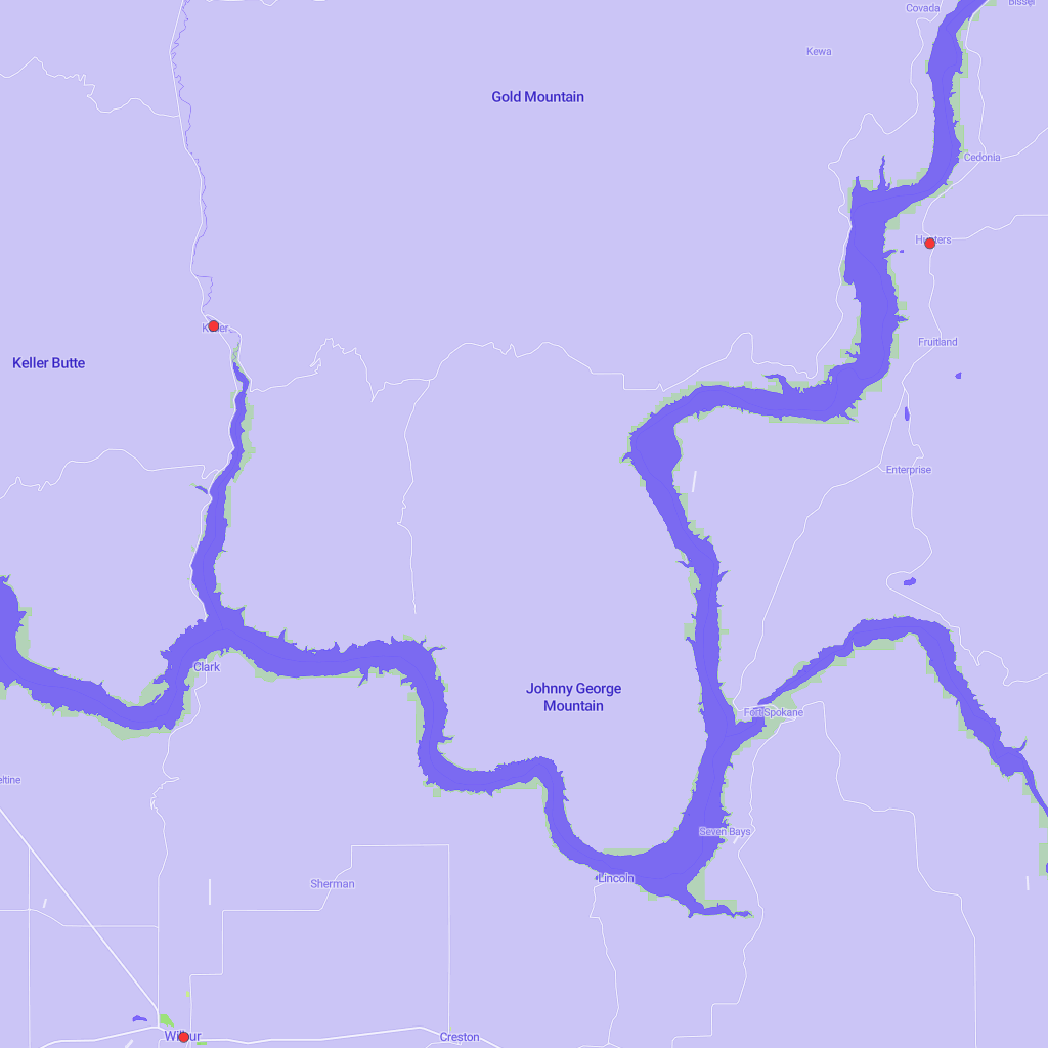 Covada
Bissel
Kewa
Gold Mountain
Cedonia
Hunters
Keller
Fruitland
Keller Butte
Enterprise
Clark
Johnny George
Mountain
Fort Spokane
eltine
Seven Bays
Lincoln
Sherman
Wilbur
Creston